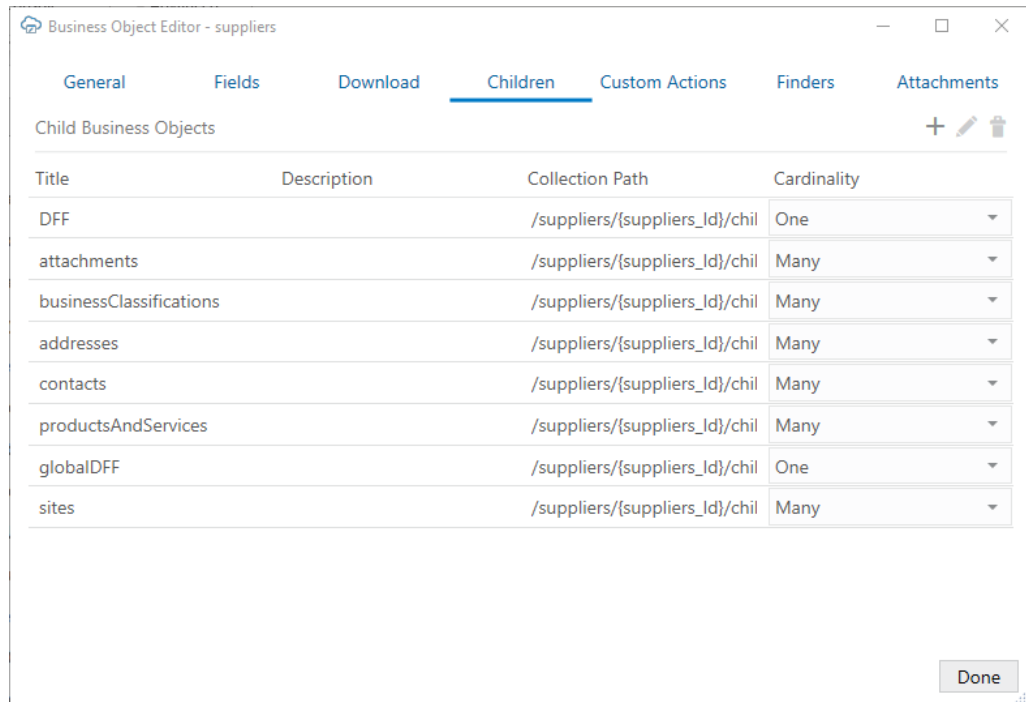 Business Object Editor - suppliers
General Fields Download Children Custom Actions Finders Attachments
Child Business Objects
Title Description Collection Path Cardinality
DFF /suppliers/{suppliers_Id}/chil One
attachments /suppliers/{suppliers_Id}/chil Many
businessClassifications /suppliers/{suppliers_Id}/chil Many
addresses /suppliers/{suppliers_Id}/chil Many
contacts /suppliers/{suppliers_Id}/chil Many
productsAndServices /suppliers/{suppliers_Id}/chil Many
globalDFF /suppliers/{suppliers_Id}/chil One
sites /suppliers/{suppliers_Id}/chil Many
Done